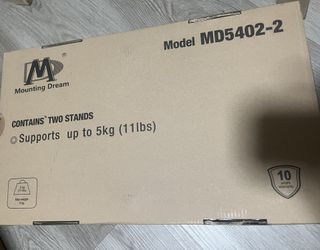 Model MD5402-2
M
Mounting Dream
CONTAINS TWO STANDS
Supports up to 5kg (11lbs)
10